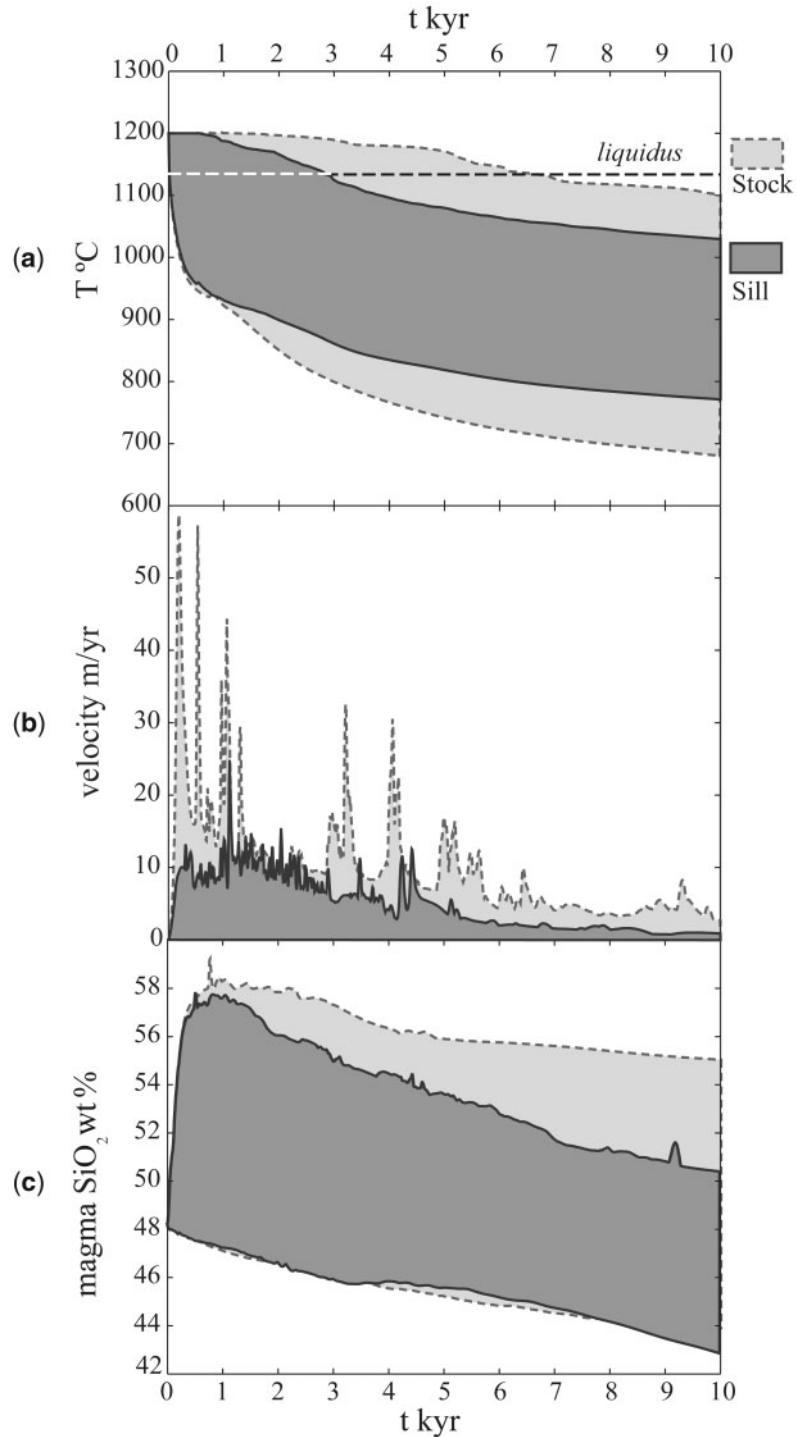 t kyr
0 1 2 3 4 5 6 7 8 9 10
1300
1200
1100
1000
900
800
700
600
(a)
T ºC
liquidus
Stock
Sill
50
40
30
20
10
0
(b)
velocity m/yr
58
56
54
52
50
48
46
44
42
(c)
magma SiO₂ wt %
0 1 2 3 4 5 6 7 8 9 10
t kyr